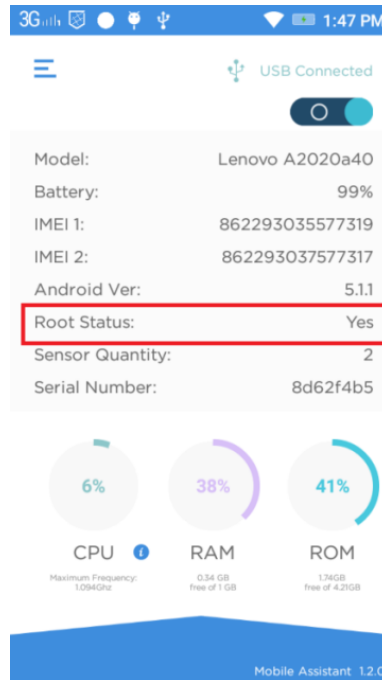 3G 1:47 PM
USB Connected
Model: Lenovo A2020a40
Battery: 99%
IMEI 1: 862293035577319
IMEI 2: 862293037577317
Android Ver: 5.1.1
Root Status: Yes
Sensor Quantity: 2
Serial Number: 8d62f4b5
6% 38% 41%
CPU i RAM ROM
Maximum Frequency: 0.34 GB 1.74GB
1.094Ghz free of 1 GB free of 4.21GB
Mobile Assistant 1.2.0